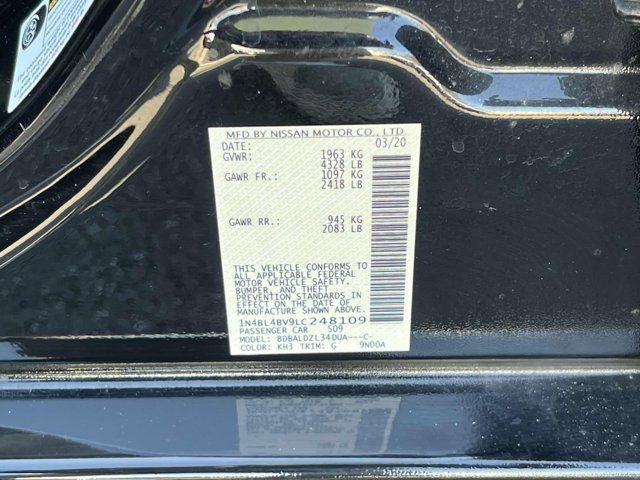 MFD BY NISSAN MOTOR CO., LTD.
DATE: 03/20
GVWR: 1963 KG
4328 LB
GAWR FR.: 1097 KG
2418 LB
GAWR RR.: 945 KG
2083 LB
THIS VEHICLE CONFORMS TO
ALL APPLICABLE FEDERAL
MOTOR VEHICLE SAFETY,
BUMPER, AND THEFT
PREVENTION STANDARDS IN
EFFECT ON THE DATE OF
MANUFACTURE SHOWN ABOVE.
1N4BL4BV9LC248109
PASSENGER CAR 509
MODEL: BDBALDZL34DUA---C-
COLOR: KH3 TRIM: G 9N00A